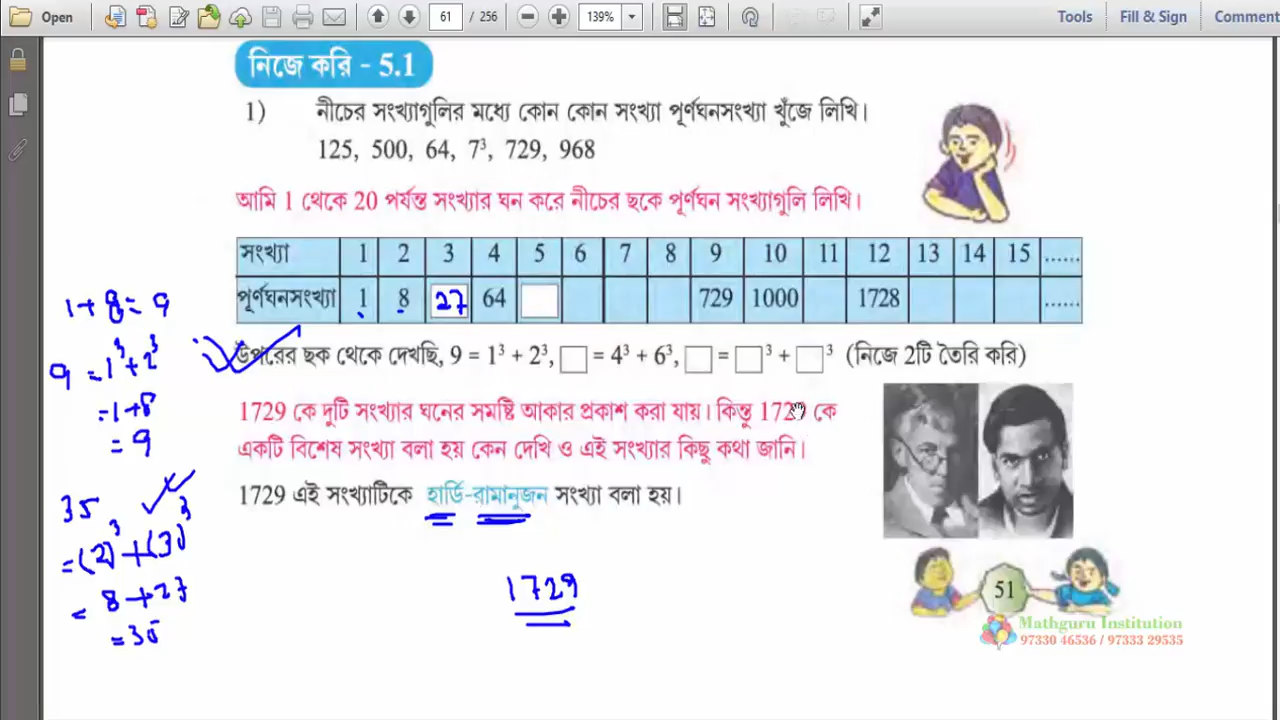 Open 61 / 256 139% Tools Fill & Sign Comment
নিজে করি - 5.1
1) নীচের সংখ্যাগুলির মধ্যে কোন কোন সংখ্যা পূর্ণঘনসংখ্যা খুঁজে লিখি।
125, 500, 64, 7³, 729, 968
আমি 1 থেকে 20 পর্যন্ত সংখ্যার ঘন করে নীচের ছকে পূর্ণঘন সংখ্যাগুলি লিখি।
সংখ্যা 1 2 3 4 5 6 7 8 9 10 11 12 13 14 15 ......
পূর্ণঘনসংখ্যা 1 8 27 64 729 1000 1728 ......
উপরের ছক থেকে দেখছি, 9 = 1³ + 2³, □ = 4³ + 6³, □ = □³ + □³ (নিজে 2টি তৈরি করি)
1729 কে দুটি সংখ্যার ঘনের সমষ্টি আকার প্রকাশ করা যায়। কিন্তু 1729 কে
একটি বিশেষ সংখ্যা বলা হয় কেন দেখি ও এই সংখ্যার কিছু কথা জানি।
1729 এই সংখ্যাটিকে হার্ডি-রামানুজন সংখ্যা বলা হয়।
1+8=9
9=1³+2³
=1+8
=9
35
=(2)³+(3)³
=8+27
=35
1729
51
Mathguru Institution
97330 46536 / 97333 29535